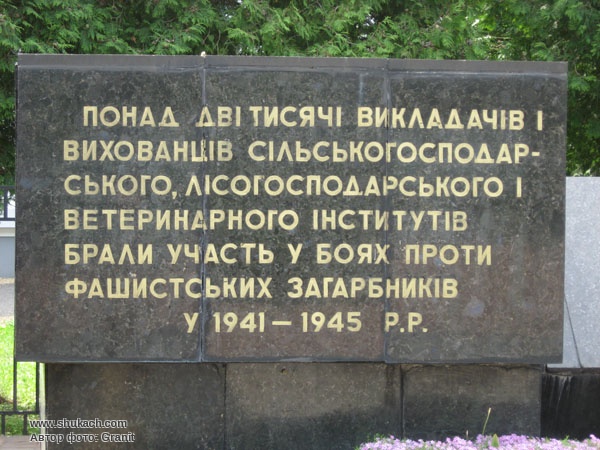 ПОНАД ДВІ ТИСЯЧІ ВИКЛАДАЧІВ І
ВИХОВАНЦІВ СІЛЬСЬКОГОСПОДАР-
СЬКОГО, ЛІСОГОСПОДАРСЬКОГО І
ВЕТЕРИНАРНОГО ІНСТИТУТІВ
БРАЛИ УЧАСТЬ У БОЯХ ПРОТИ
ФАШИСТСЬКИХ ЗАГАРБНИКІВ
У 1941 — 1945 Р.Р.
www.shukach.com
Автор фото: Granit